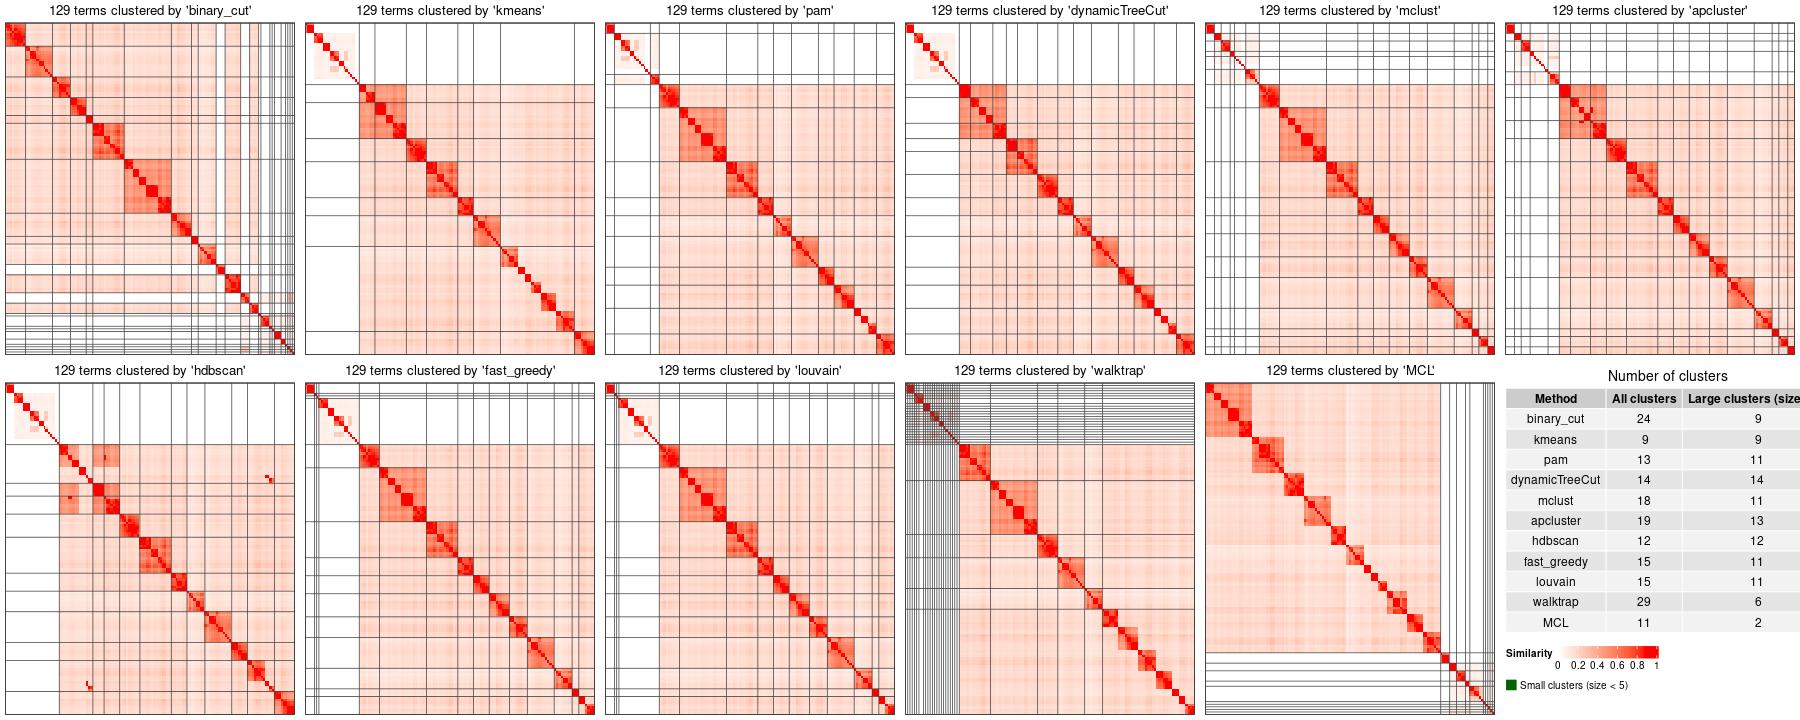 129 terms clustered by 'binary_cut'
129 terms clustered by 'kmeans'
129 terms clustered by 'pam'
129 terms clustered by 'dynamicTreeCut'
129 terms clustered by 'mclust'
129 terms clustered by 'apcluster'
129 terms clustered by 'hdbscan'
129 terms clustered by 'fast_greedy'
129 terms clustered by 'louvain'
129 terms clustered by 'walktrap'
129 terms clustered by 'MCL'
Number of clusters
Method All clusters Large clusters (size
binary_cut 24 9
kmeans 9 9
pam 13 11
dynamicTreeCut 14 14
mclust 18 11
apcluster 19 13
hdbscan 12 12
fast_greedy 15 11
louvain 15 11
walktrap 29 6
MCL 11 2
Similarity
0 0.2 0.4 0.6 0.8 1
Small clusters (size < 5)